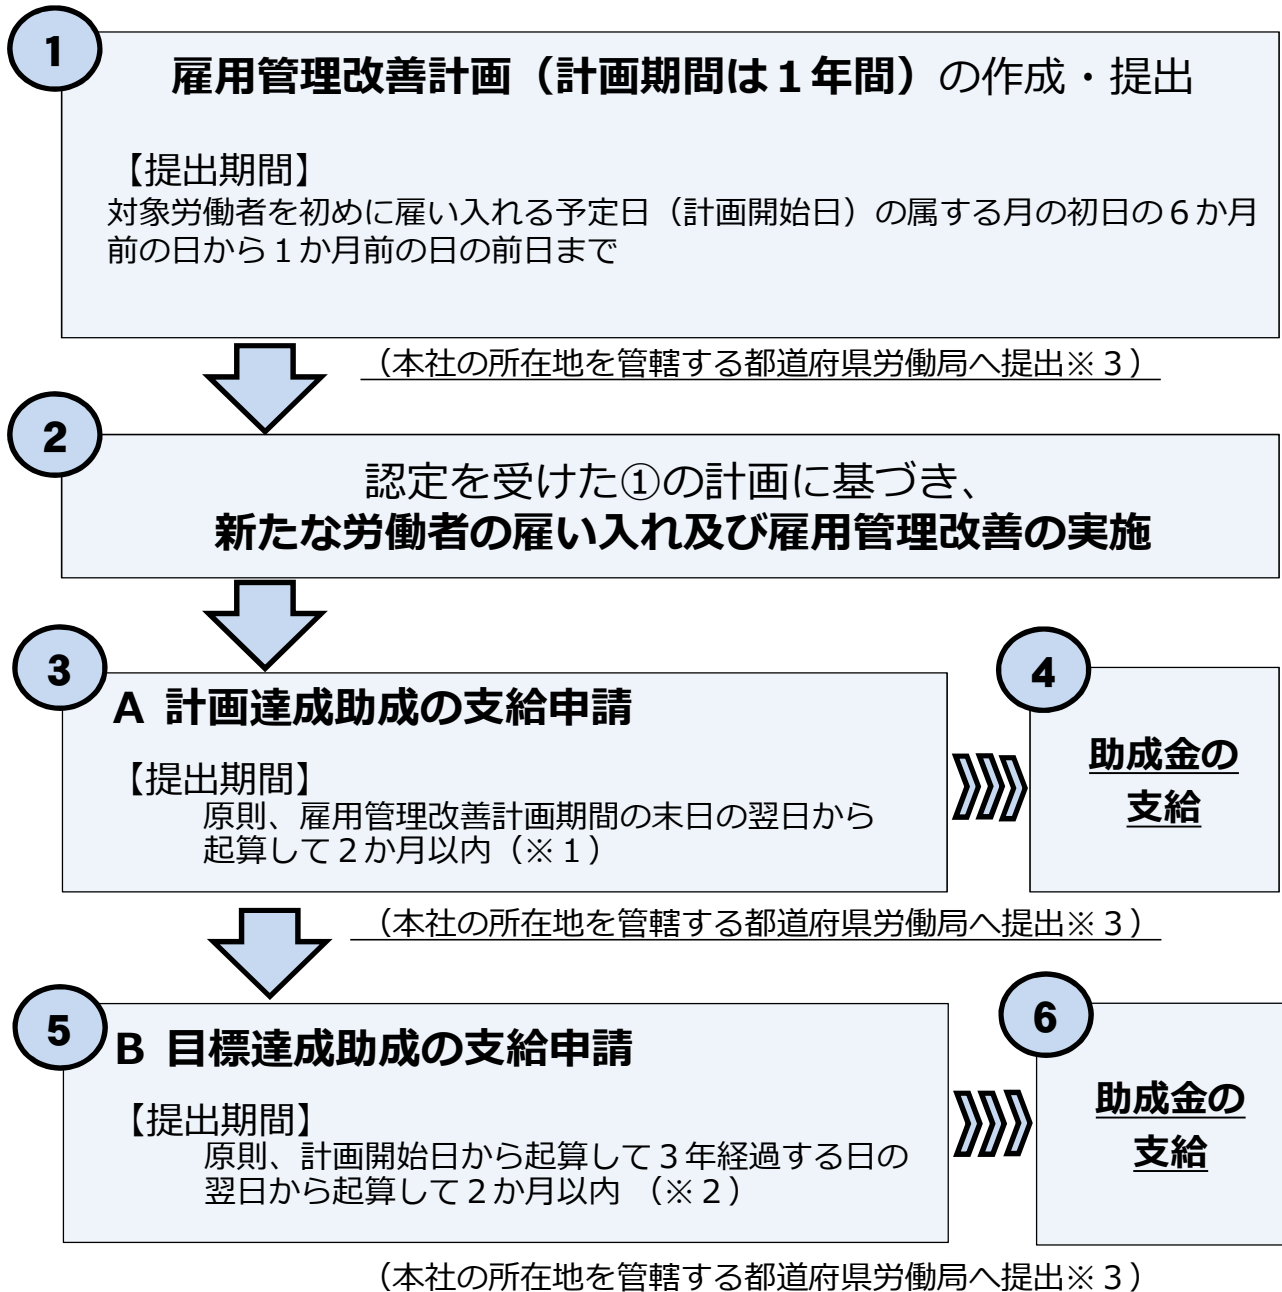 1
雇用管理改善計画（計画期間は１年間）の作成・提出
【提出期間】
対象労働者を初めに雇い入れる予定日（計画開始日）の属する月の初日の６か月
前の日から１か月前の日の前日まで
（本社の所在地を管轄する都道府県労働局へ提出※３）
2
認定を受けた①の計画に基づき、
新たな労働者の雇い入れ及び雇用管理改善の実施
3
A 計画達成助成の支給申請
【提出期間】
原則、雇用管理改善計画期間の末日の翌日から
起算して２か月以内（※１）
4
助成金の
支給
（本社の所在地を管轄する都道府県労働局へ提出※３）
5
B 目標達成助成の支給申請
【提出期間】
原則、計画開始日から起算して３年経過する日の
翌日から起算して２か月以内 （※２）
6
助成金の
支給
（本社の所在地を管轄する都道府県労働局へ提出※３）